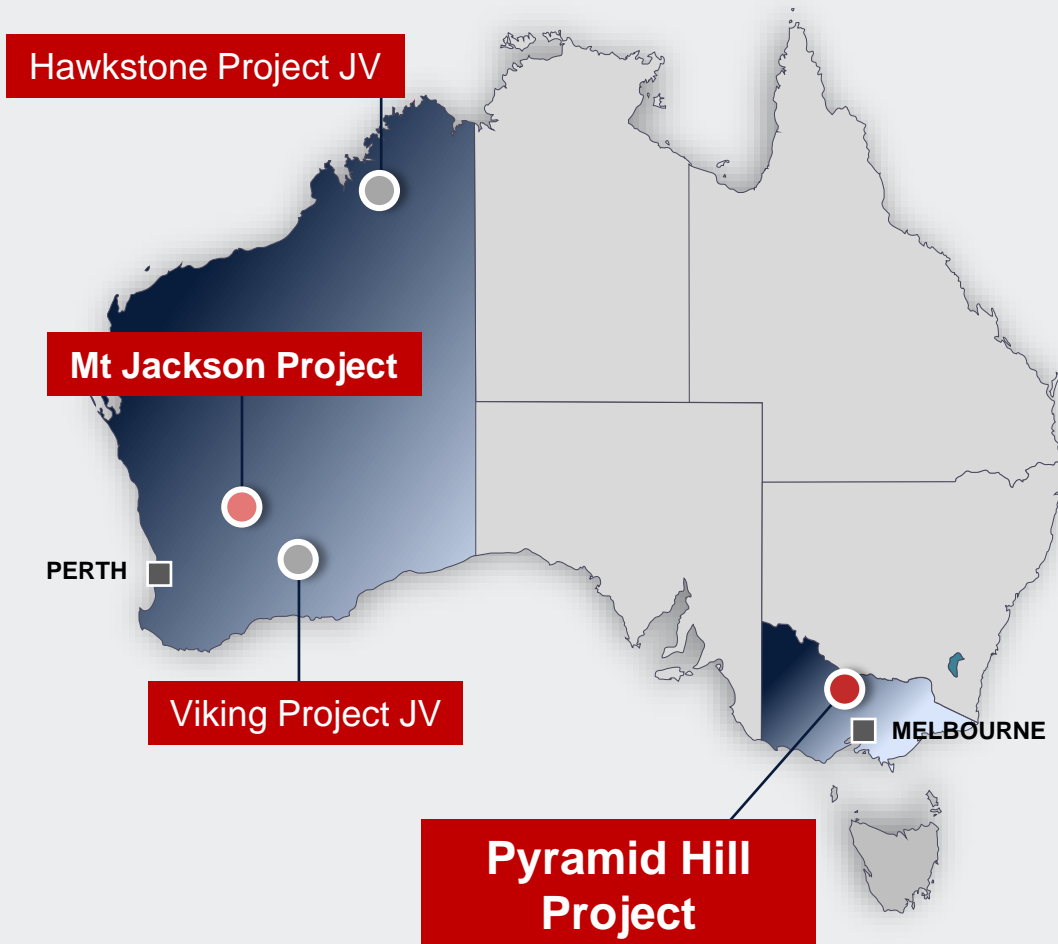 Hawkstone Project JV
Mt Jackson Project
PERTH
Viking Project JV
MELBOURNE
Pyramid Hill
Project